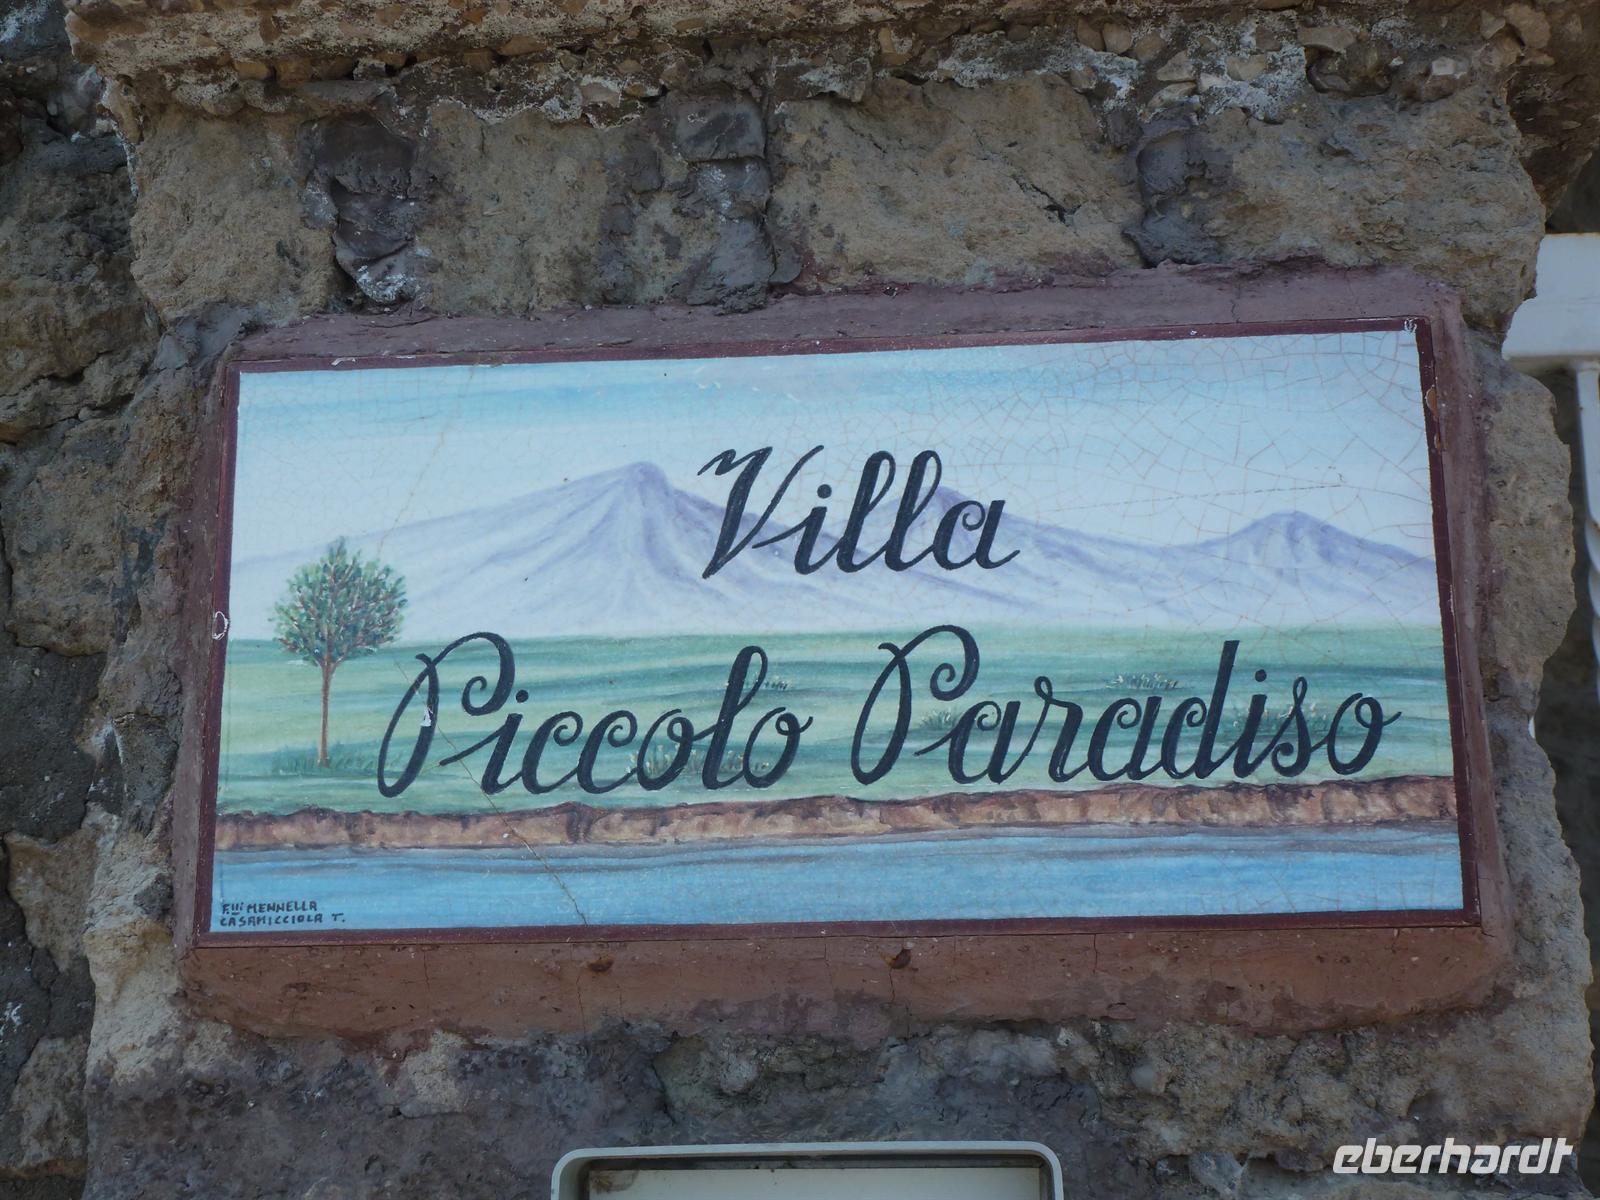 Villa
Piccolo Paradiso
F.lli MENNELLA
CASAMICCIOLA T.
eberhardt